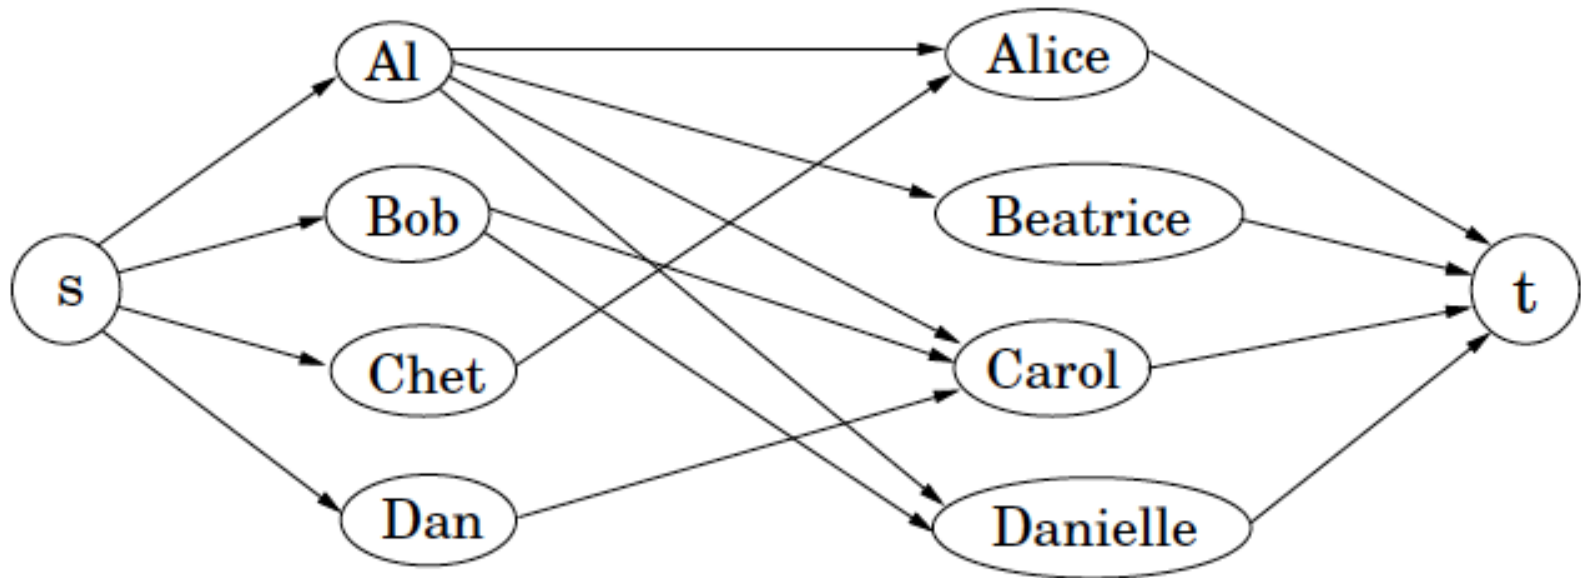 Al
Alice
Bob
Beatrice
s
t
Chet
Carol
Dan
Danielle